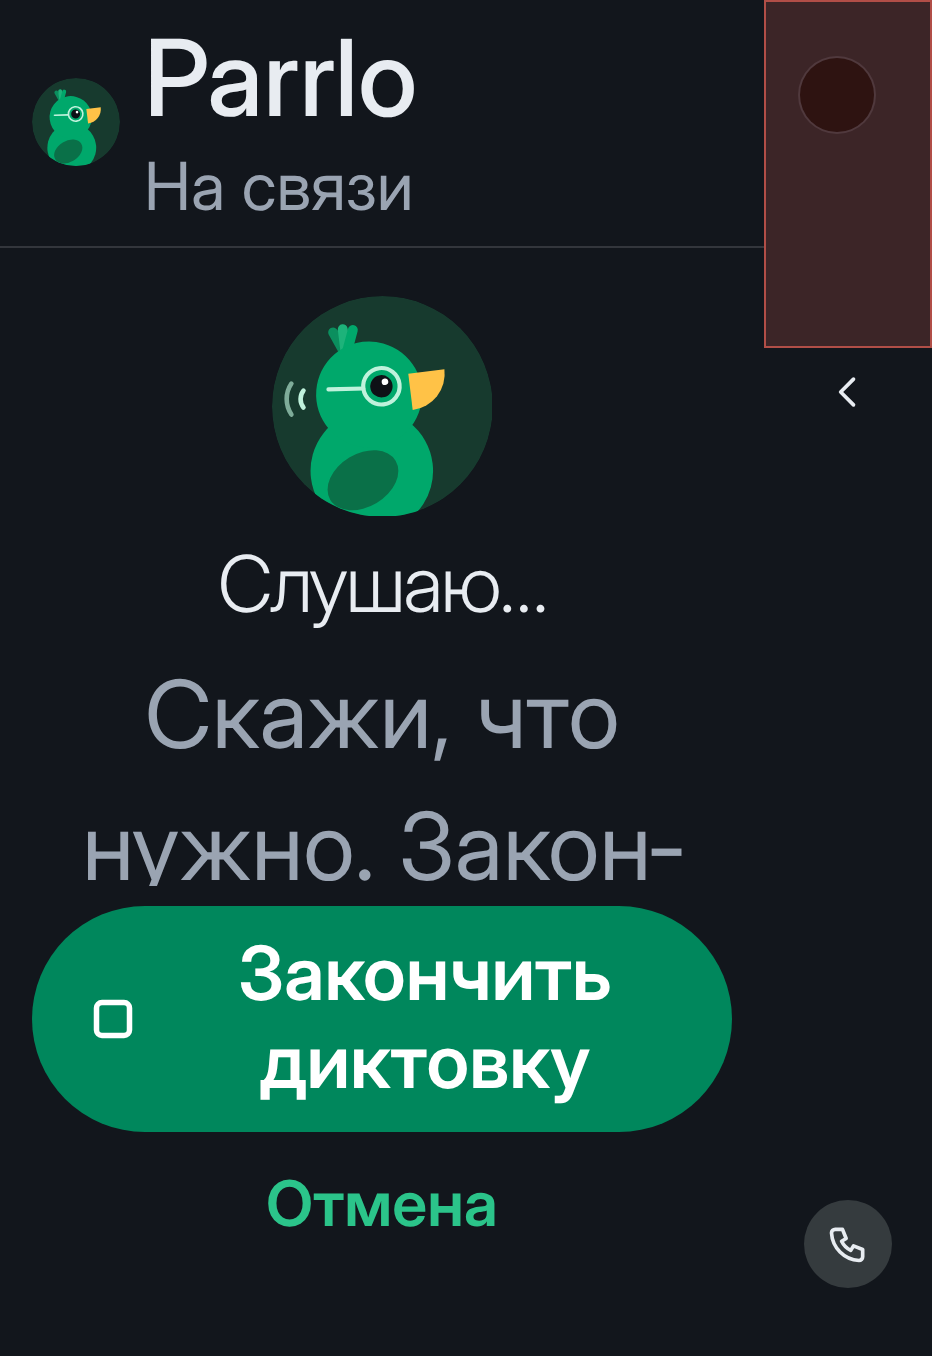 Parrlo
На связи
Слушаю...
Скажи, что
нужно. Закон-
Закончить
диктовку
Отмена